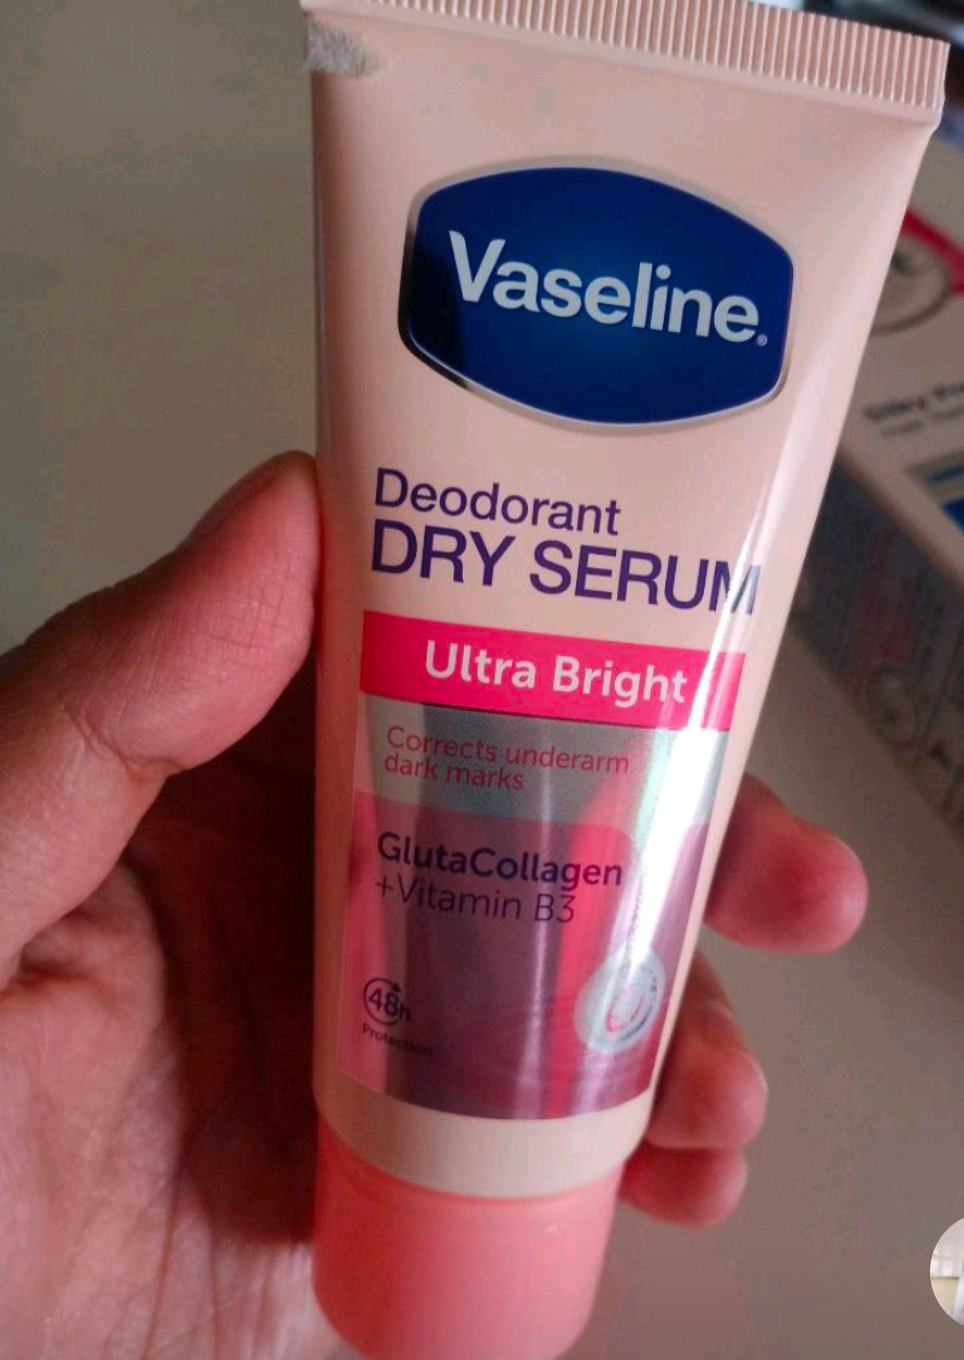 Vaseline®
Deodorant
DRY SERUM
Ultra Bright
Corrects underarm
dark marks
GlutaCollagen
+Vitamin B3
48h
Protection